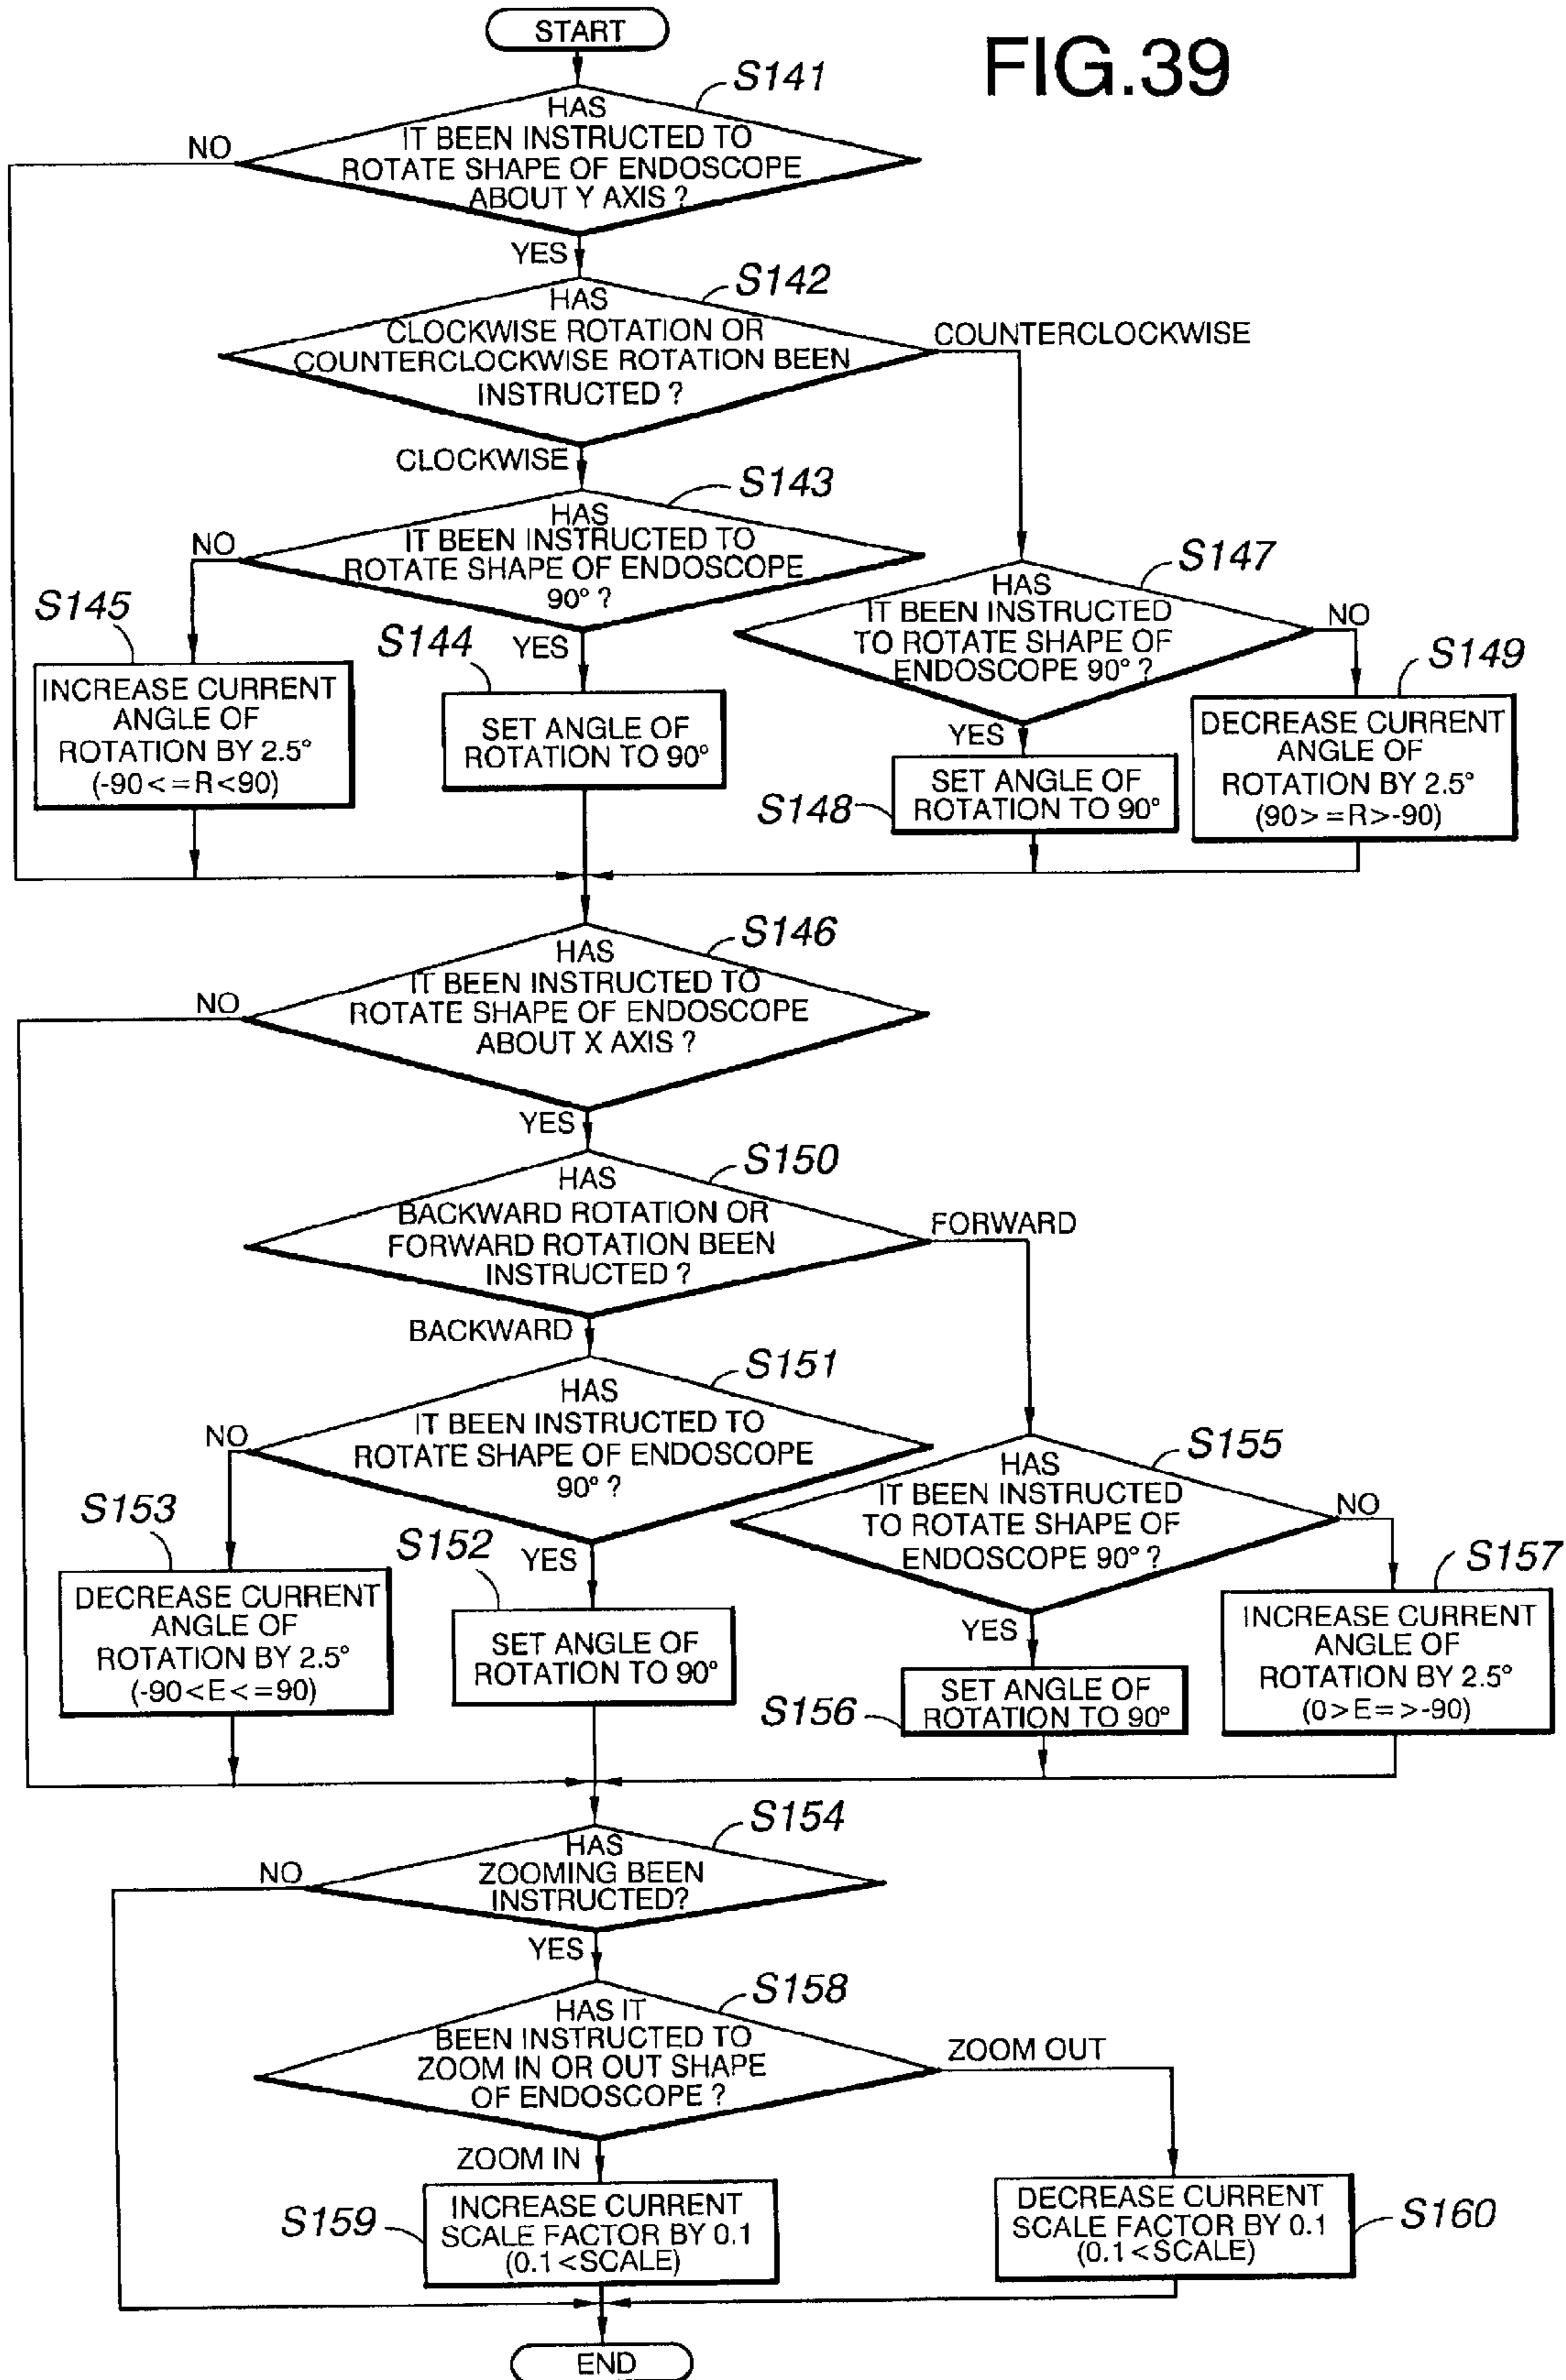 FIG.39
START
S141
HAS
IT BEEN INSTRUCTED TO
ROTATE SHAPE OF ENDOSCOPE
ABOUT Y AXIS ?
NO
YES
S142
HAS
CLOCKWISE ROTATION OR
COUNTERCLOCKWISE ROTATION BEEN
INSTRUCTED ?
COUNTERCLOCKWISE
CLOCKWISE
S143
HAS
IT BEEN INSTRUCTED TO
ROTATE SHAPE OF ENDOSCOPE
90° ?
NO
YES
S145
INCREASE CURRENT
ANGLE OF
ROTATION BY 2.5°
(-90<=R<90)
S144
SET ANGLE OF
ROTATION TO 90°
S147
HAS
IT BEEN INSTRUCTED
TO ROTATE SHAPE OF
ENDOSCOPE 90° ?
NO
YES
S148
SET ANGLE OF
ROTATION TO 90°
S149
DECREASE CURRENT
ANGLE OF
ROTATION BY 2.5°
(90>=R>-90)
S146
HAS
IT BEEN INSTRUCTED TO
ROTATE SHAPE OF ENDOSCOPE
ABOUT X AXIS ?
NO
YES
S150
HAS
BACKWARD ROTATION OR
FORWARD ROTATION BEEN
INSTRUCTED ?
FORWARD
BACKWARD
S151
HAS
IT BEEN INSTRUCTED TO
ROTATE SHAPE OF ENDOSCOPE
90° ?
NO
YES
S153
DECREASE CURRENT
ANGLE OF
ROTATION BY 2.5°
(-90<E<=90)
S152
SET ANGLE OF
ROTATION TO 90°
S155
HAS
IT BEEN INSTRUCTED
TO ROTATE SHAPE OF
ENDOSCOPE 90° ?
NO
YES
S156
SET ANGLE OF
ROTATION TO 90°
S157
INCREASE CURRENT
ANGLE OF
ROTATION BY 2.5°
(0>E=>-90)
S154
HAS
ZOOMING BEEN
INSTRUCTED?
NO
YES
S158
HAS IT
BEEN INSTRUCTED TO
ZOOM IN OR OUT SHAPE
OF ENDOSCOPE ?
ZOOM OUT
ZOOM IN
S159
INCREASE CURRENT
SCALE FACTOR BY 0.1
(0.1<SCALE)
DECREASE CURRENT
SCALE FACTOR BY 0.1
(0.1<SCALE)
S160
END